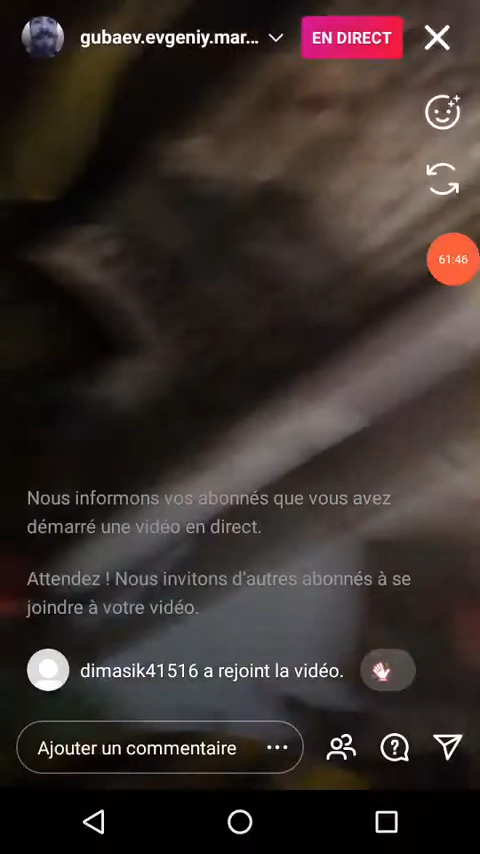 gubaev.evgeniy.mar...
EN DIRECT
61:46
Nous informons vos abonnés que vous avez
démarré une vidéo en direct.
Attendez ! Nous invitons d'autres abonnés à se
joindre à votre vidéo.
dimasik41516 a rejoint la vidéo.
Ajouter un commentaire